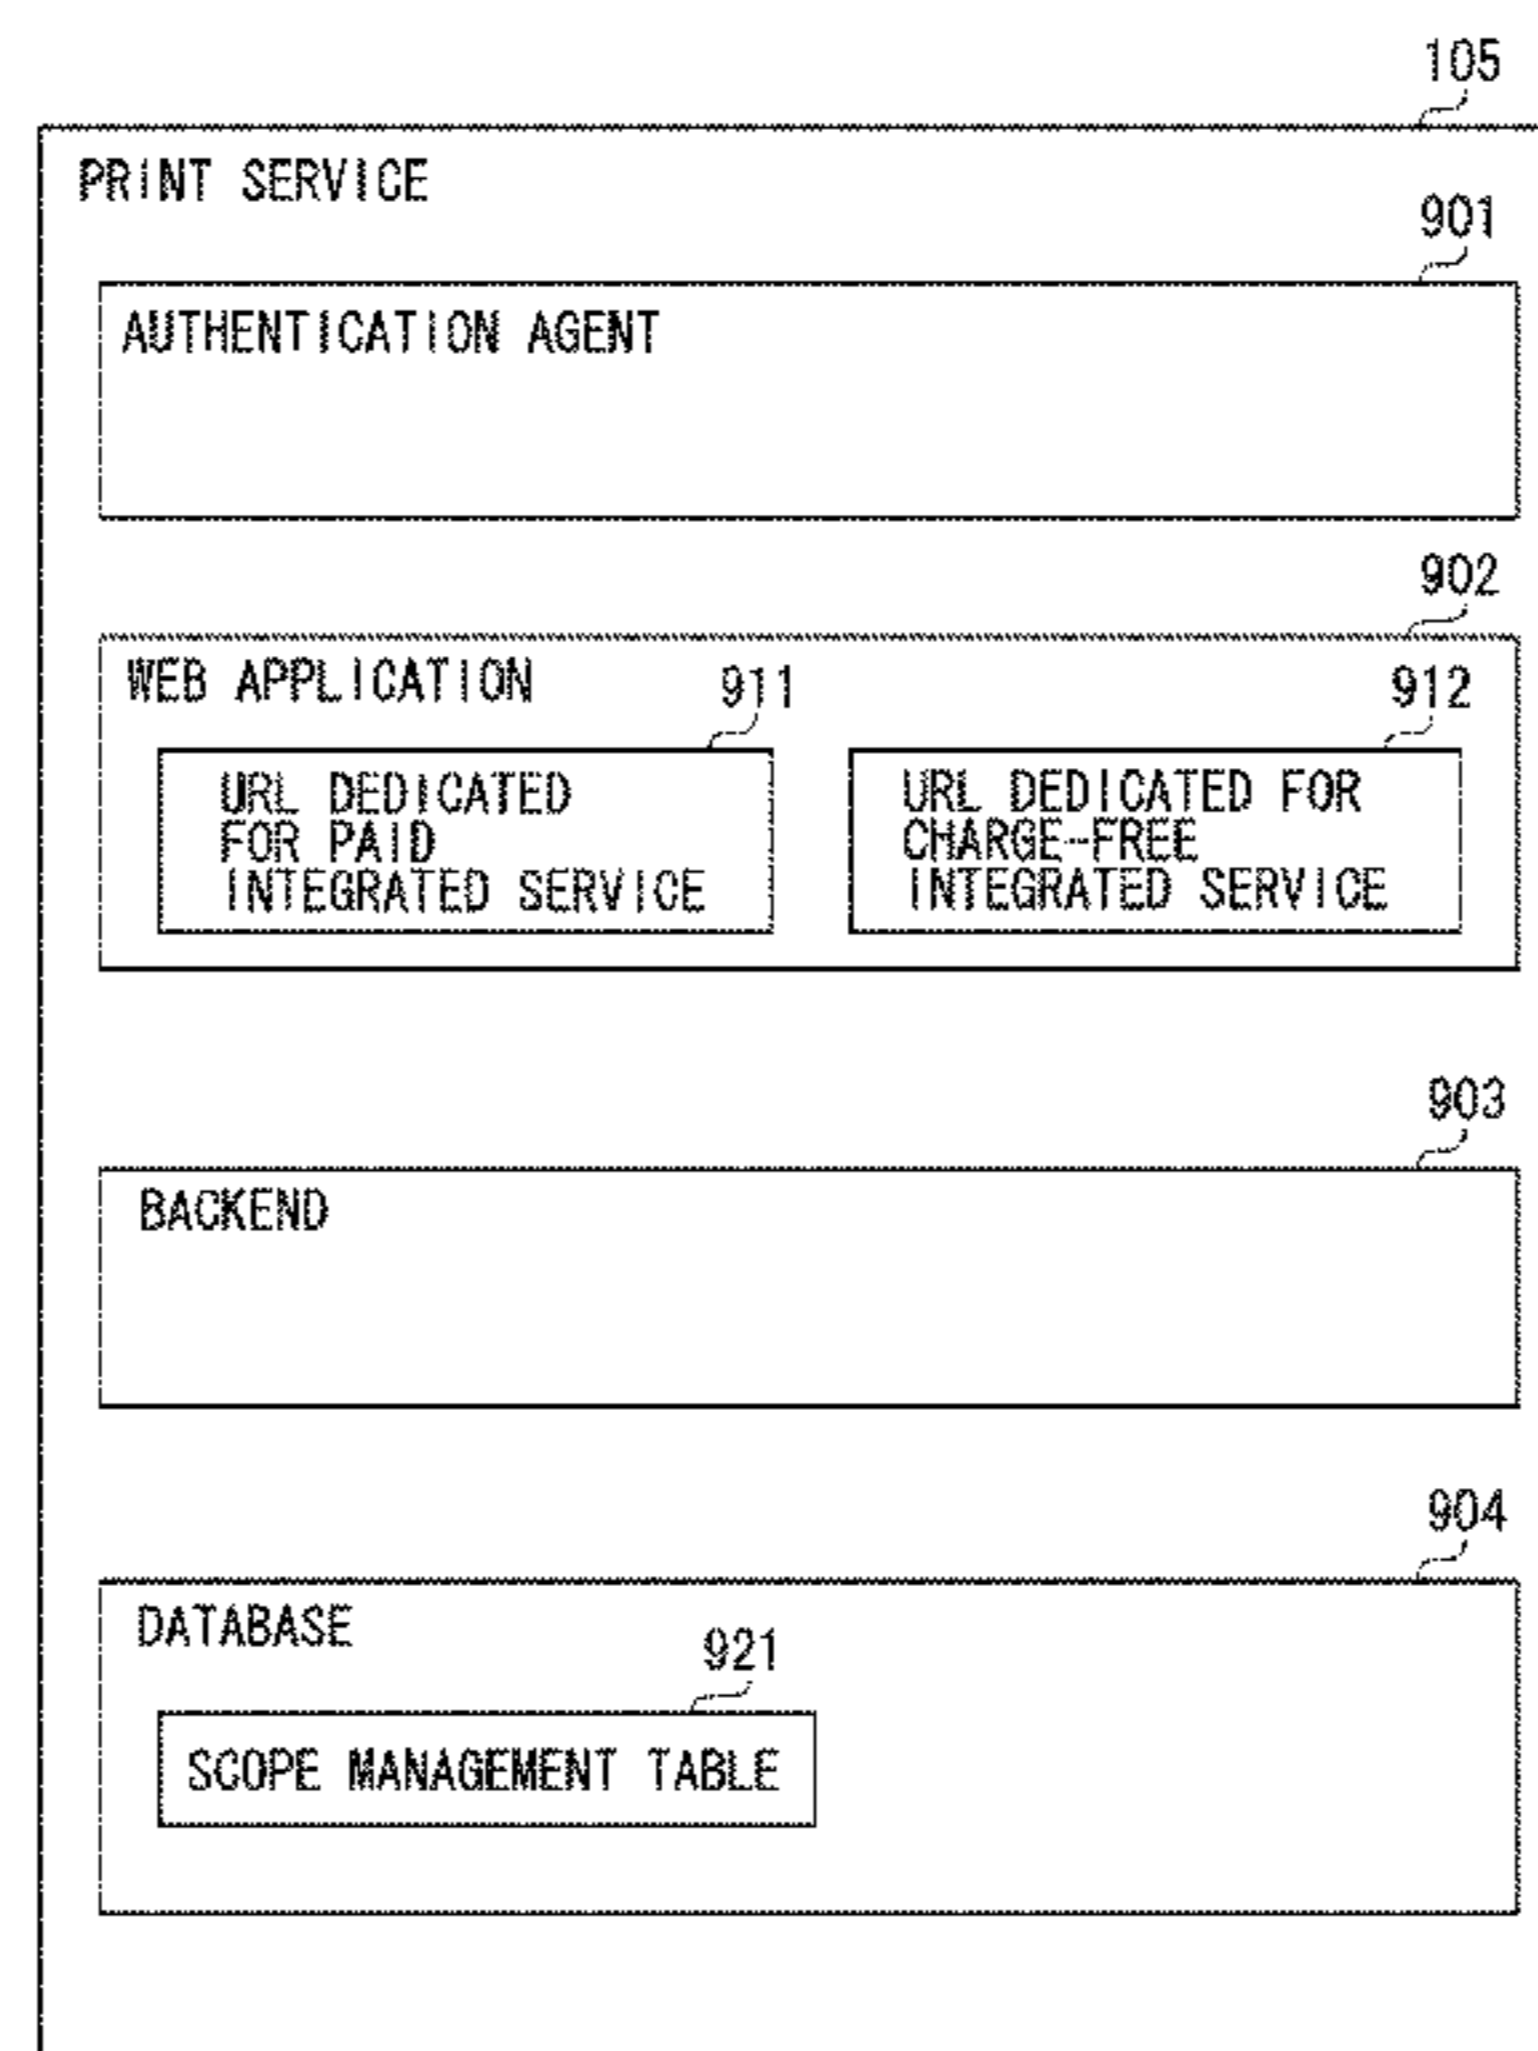 105
PRINT SERVICE
901
AUTHENTICATION AGENT
902
WEB APPLICATION
911
912
URL DEDICATED
FOR PAID
INTEGRATED SERVICE
URL DEDICATED FOR
CHARGE-FREE
INTEGRATED SERVICE
903
BACKEND
904
DATABASE
921
SCOPE MANAGEMENT TABLE